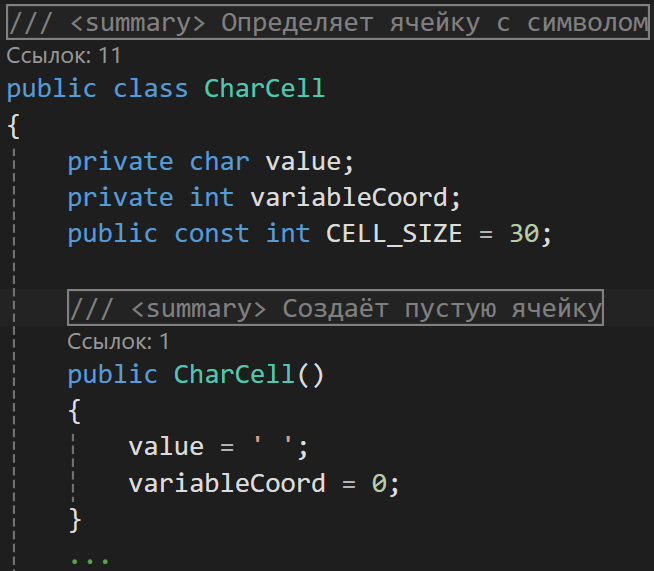 /// <summary> Определяет ячейку с символом
Ссылок: 11
public class CharCell
{
private char value;
private int variableCoord;
public const int CELL_SIZE = 30;
/// <summary> Создаёт пустую ячейку
Ссылок: 1
public CharCell()
{
value = ' ';
variableCoord = 0;
}
...